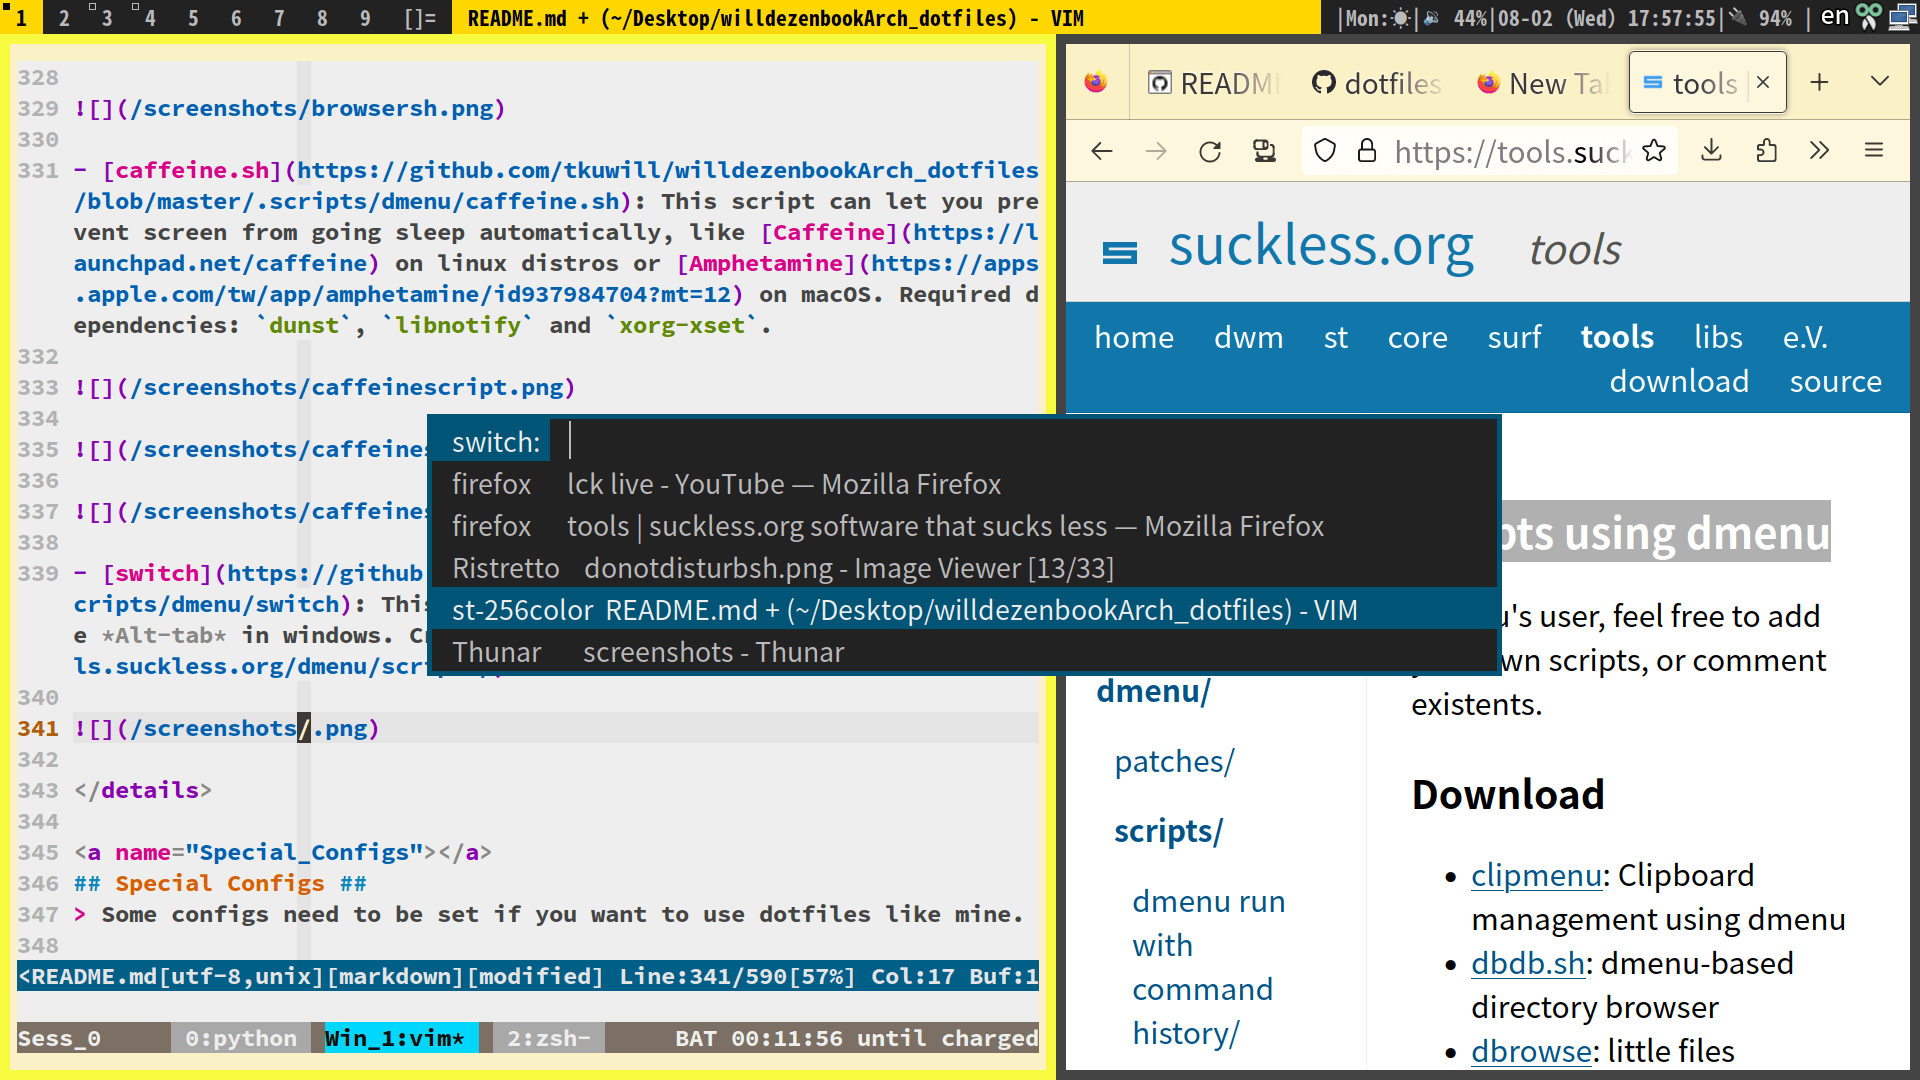 1 2 3 4 5 6 7 8 9 []= README.md + (~/Desktop/willdezenbookArch_dotfiles) - VIM |Mon: | 44%|08-02 (Wed) 17:57:55| 94% | en
328
329 ![](/screenshots/browsersh.png)
330
331 - [caffeine.sh](https://github.com/tkuwill/willdezenbookArch_dotfiles
/blob/master/.scripts/dmenu/caffeine.sh): This script can let you pre
vent screen from going sleep automatically, like [Caffeine](https://l
aunchpad.net/caffeine) on linux distros or [Amphetamine](https://apps
.apple.com/tw/app/amphetamine/id937984704?mt=12) on macOS. Required d
ependencies: `dunst`, `libnotify` and `xorg-xset`.
332
333 ![](/screenshots/caffeinescript.png)
334
335 ![](/screenshots/caffeines
336
337 ![](/screenshots/caffeines
338
339 - [switch](https://github
cripts/dmenu/switch): This
e *Alt-tab* in windows. Cr
ls.suckless.org/dmenu/scri
340
341 ![](/screenshots/.png)
342
343 </details>
344
345 <a name="Special_Configs"></a>
346 ## Special Configs ##
347 > Some configs need to be set if you want to use dotfiles like mine.
348
<README.md[utf-8,unix][markdown][modified] Line:341/590[57%] Col:17 Buf:1
Sess_0 0:python Win_1:vim* 2:zsh- BAT 00:11:56 until charged
switch:
firefox lck live - YouTube — Mozilla Firefox
firefox tools | suckless.org software that sucks less — Mozilla Firefox
Ristretto donotdisturbsh.png - Image Viewer [13/33]
st-256color README.md + (~/Desktop/willdezenbookArch_dotfiles) - VIM
Thunar screenshots - Thunar
READM dotfiles New Ta tools
https://tools.suck
suckless.org tools
home dwm st core surf tools libs e.V.
download source
dmenu/
patches/
scripts/
dmenu run
with
command
history/
pts using dmenu
u's user, feel free to add
wn scripts, or comment
existents.
Download
• clipmenu: Clipboard
management using dmenu
• dbdb.sh: dmenu-based
directory browser
• dbrowse: little files